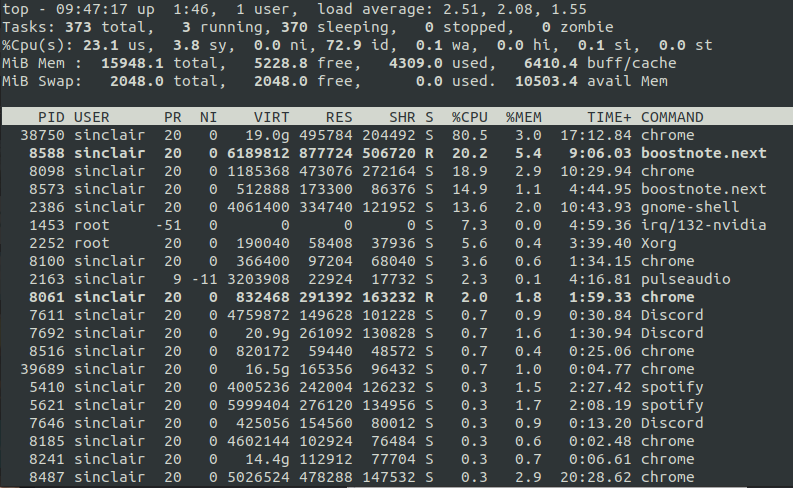 top - 09:47:17 up  1:46,  1 user,  load average: 2.51, 2.08, 1.55
Tasks: 373 total,   3 running, 370 sleeping,   0 stopped,   0 zombie
%Cpu(s): 23.1 us,  3.8 sy,  0.0 ni, 72.9 id,  0.1 wa,  0.0 hi,  0.1 si,  0.0 st
MiB Mem :  15948.1 total,   5228.8 free,   4309.0 used,   6410.4 buff/cache
MiB Swap:   2048.0 total,   2048.0 free,      0.0 used.  10503.4 avail Mem
PID USER      PR  NI    VIRT    RES    SHR S  %CPU  %MEM     TIME+ COMMAND
38750 sinclair  20   0   19.0g 495784 204492 S  80.5   3.0  17:12.84 chrome
8588 sinclair  20   0 6189812 877724 506720 R  20.2   5.4   9:06.03 boostnote.next
8098 sinclair  20   0 1185368 473076 272164 S  18.9   2.9  10:29.94 chrome
8573 sinclair  20   0  512888 173300  86376 S  14.9   1.1   4:44.95 boostnote.next
2386 sinclair  20   0 4061400 334740 121952 S  13.6   2.0  10:43.93 gnome-shell
1453 root     -51   0       0      0      0 S   7.3   0.0   4:59.36 irq/132-nvidia
2252 root      20   0  190040  58408  37936 S   5.6   0.4   3:39.40 Xorg
8100 sinclair  20   0  366400  97204  68040 S   3.6   0.6   1:34.15 chrome
2163 sinclair   9 -11 3203908  22924  17732 S   2.3   0.1   4:16.81 pulseaudio
8061 sinclair  20   0  832468 291392 163232 R   2.0   1.8   1:59.33 chrome
7611 sinclair  20   0 4759872 149628 101228 S   0.7   0.9   0:30.84 Discord
7692 sinclair  20   0   20.9g 261092 130828 S   0.7   1.6   1:30.94 Discord
8516 sinclair  20   0  820172  59440  48572 S   0.7   0.4   0:25.06 chrome
39689 sinclair  20   0   16.5g 165356  96432 S   0.7   1.0   0:04.77 chrome
5410 sinclair  20   0 4005236 242004 126232 S   0.3   1.5   2:27.42 spotify
5621 sinclair  20   0 5999404 276120 134956 S   0.3   1.7   2:08.19 spotify
7646 sinclair  20   0  425056 154560  80012 S   0.3   0.9   0:13.20 Discord
8185 sinclair  20   0 4602144 102924  76484 S   0.3   0.6   0:02.48 chrome
8241 sinclair  20   0   14.4g 112912  77704 S   0.3   0.7   0:06.61 chrome
8487 sinclair  20   0 5026524 478288 147532 S   0.3   2.9  20:28.62 chrome